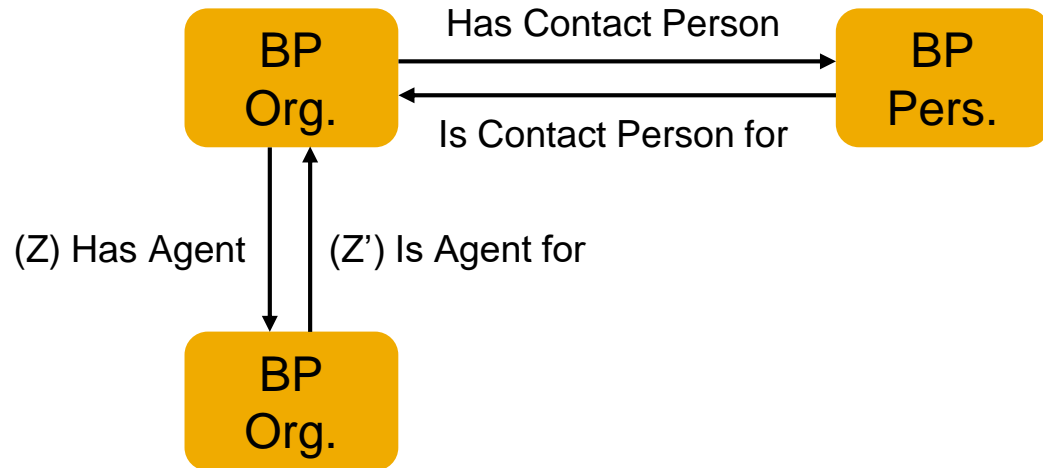 BP
Org.
Has Contact Person
BP
Pers.
Is Contact Person for
(Z) Has Agent
(Z’) Is Agent for
BP
Org.